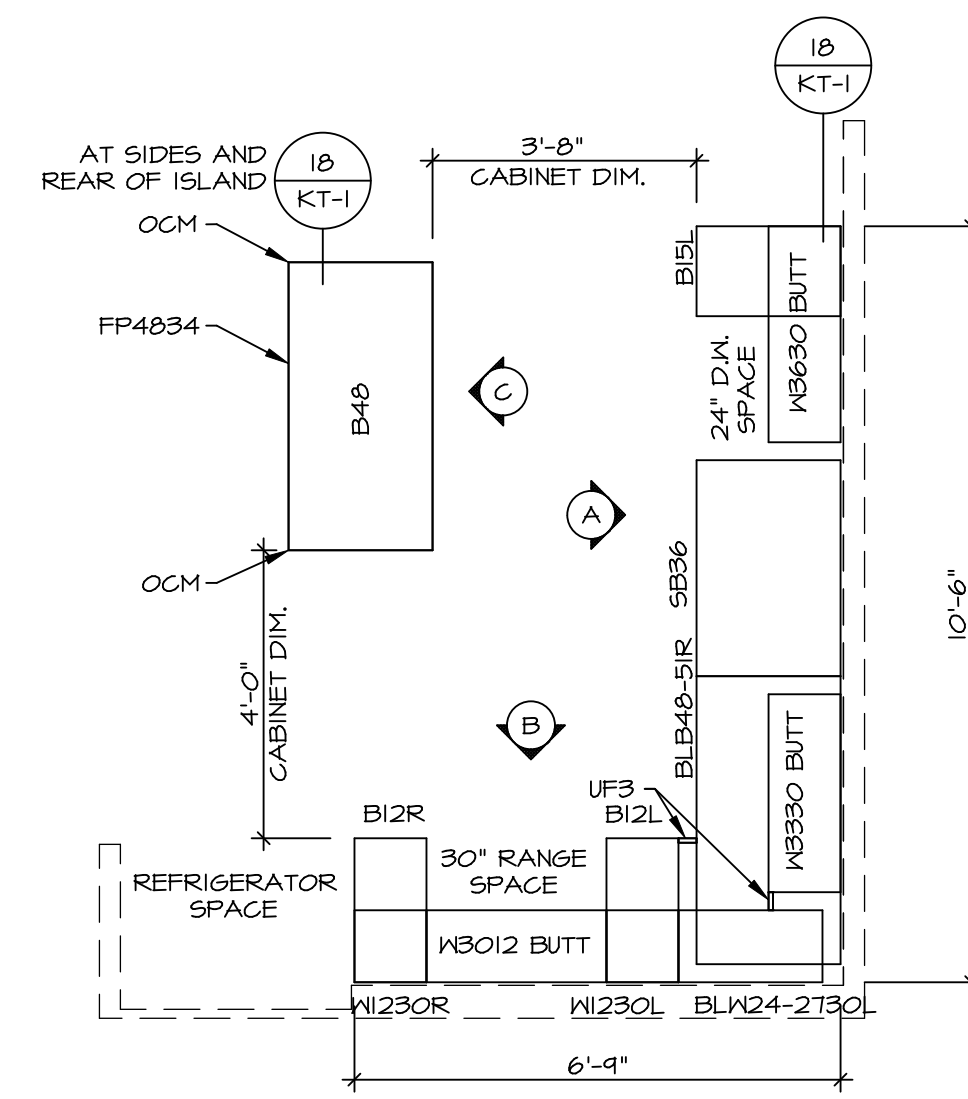 18
KT-1
AT SIDES AND
REAR OF ISLAND
18
KT-1
3'-8"
CABINET DIM.
OCM
B15L
W3630 BUTT
FP4834
24" D.W.
SPACE
B48
C
A
OCM
SB36
10'-6"
4'-0"
CABINET DIM.
BLB48-51R
B
W3330 BUTT
UF3
B12R
B12L
30" RANGE
SPACE
REFRIGERATOR
SPACE
W3012 BUTT
W1230R
W1230L
BLW24-2730L
6'-9"